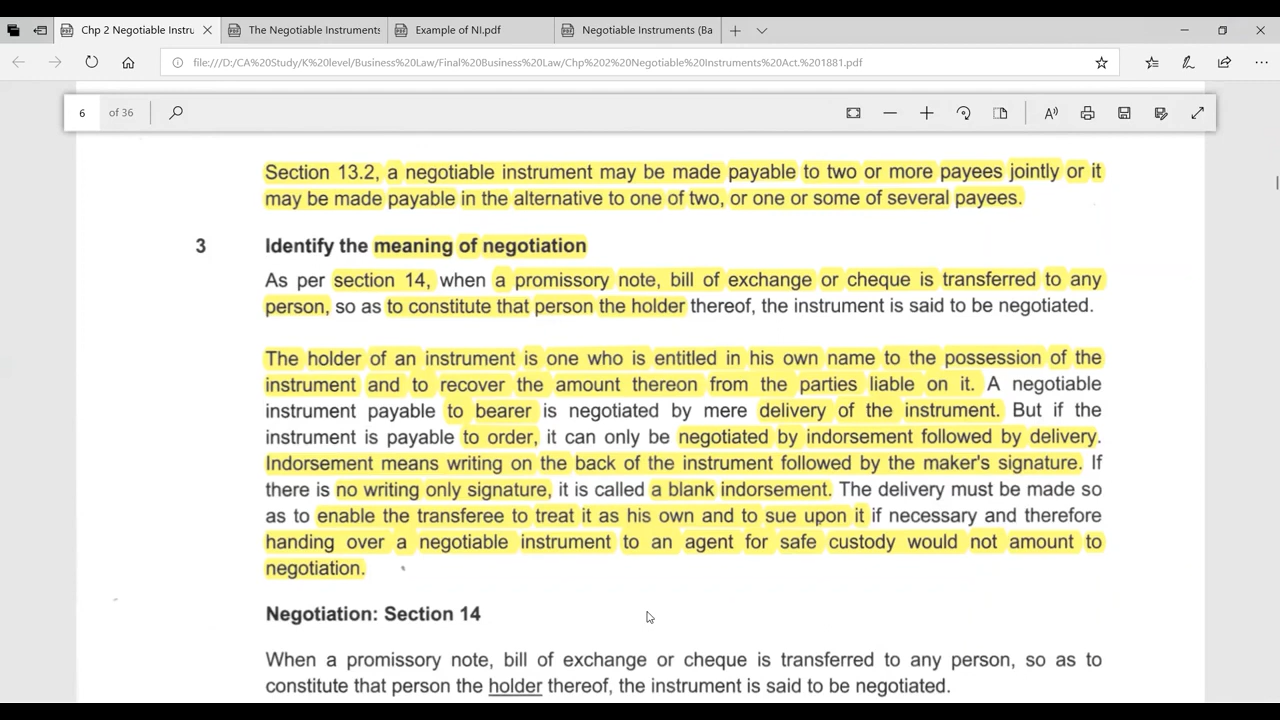 Chp 2 Negotiable Instru
The Negotiable Instruments
Example of NI.pdf
Negotiable Instruments (Ba
file:///D:/CA%20Study/K%20level/Business%20Law/Final%20Business%20Law/Chp%202%20Negotiable%20Instruments%20Act.%201881.pdf
6 of 36
Section 13.2, a negotiable instrument may be made payable to two or more payees jointly or it
may be made payable in the alternative to one of two, or one or some of several payees.
3 Identify the meaning of negotiation
As per section 14, when a promissory note, bill of exchange or cheque is transferred to any
person, so as to constitute that person the holder thereof, the instrument is said to be negotiated.
The holder of an instrument is one who is entitled in his own name to the possession of the
instrument and to recover the amount thereon from the parties liable on it. A negotiable
instrument payable to bearer is negotiated by mere delivery of the instrument. But if the
instrument is payable to order, it can only be negotiated by indorsement followed by delivery.
Indorsement means writing on the back of the instrument followed by the maker's signature. If
there is no writing only signature, it is called a blank indorsement. The delivery must be made so
as to enable the transferee to treat it as his own and to sue upon it if necessary and therefore
handing over a negotiable instrument to an agent for safe custody would not amount to
negotiation.
Negotiation: Section 14
When a promissory note, bill of exchange or cheque is transferred to any person, so as to
constitute that person the holder thereof, the instrument is said to be negotiated.